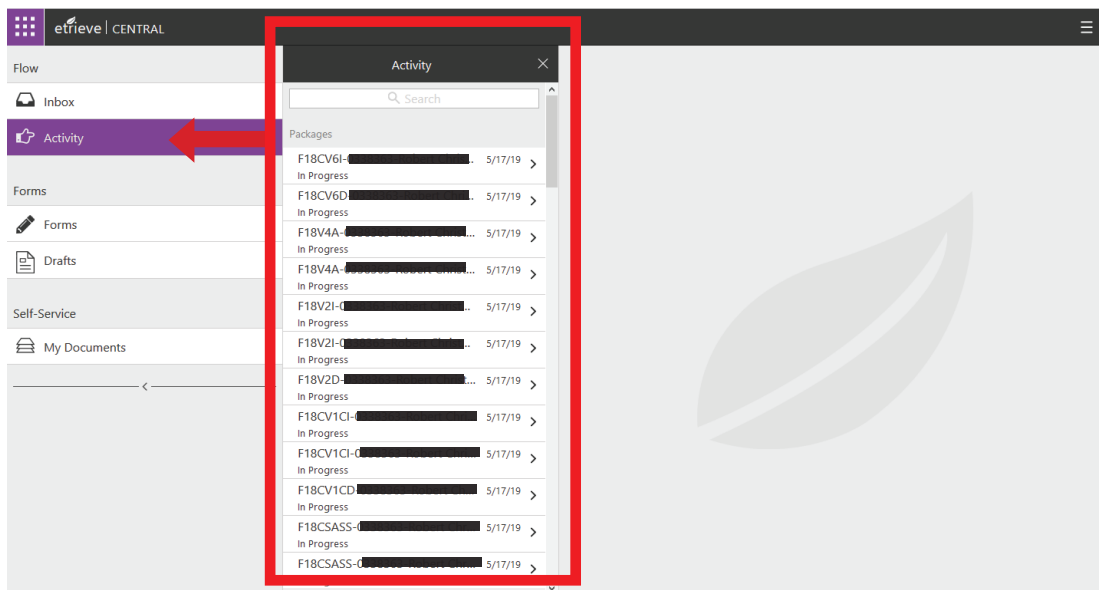 etrieve | CENTRAL
Flow
Inbox
Activity
Forms
Forms
Drafts
Self-Service
My Documents
Activity
Search
Packages
F18CV6I- 5/17/19
In Progress
F18CV6D- 5/17/19
In Progress
F18V4A- 5/17/19
In Progress
F18V4A- 5/17/19
In Progress
F18V2I- 5/17/19
In Progress
F18V2I- 5/17/19
In Progress
F18V2D- 5/17/19
In Progress
F18CV1CI- 5/17/19
In Progress
F18CV1CI- 5/17/19
In Progress
F18CV1CD- 5/17/19
In Progress
F18CSASS- 5/17/19
In Progress
F18CSASS- 5/17/19